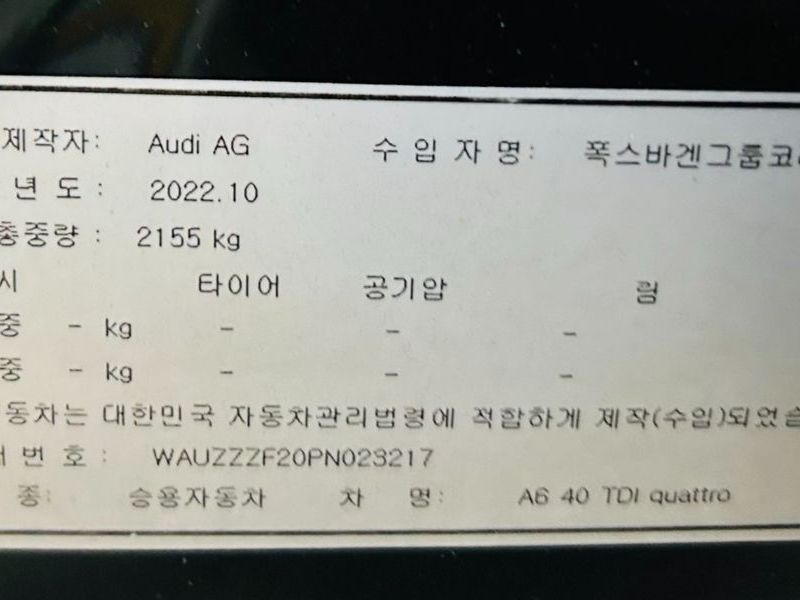 제작자: Audi AG 수 입 자 명: 폭스바겐그룹코
년 도 : 2022.10
총중량 : 2155 kg
시 타이어 공기압 림
중 - kg - - -
중 - kg - - -
동차는 대한민국 자동차관리법령에 적합하게 제작(수입)되었습
번 호 : WAUZZZF20PN023217
종: 승용자동차 차 명: A6 40 TDI quattro